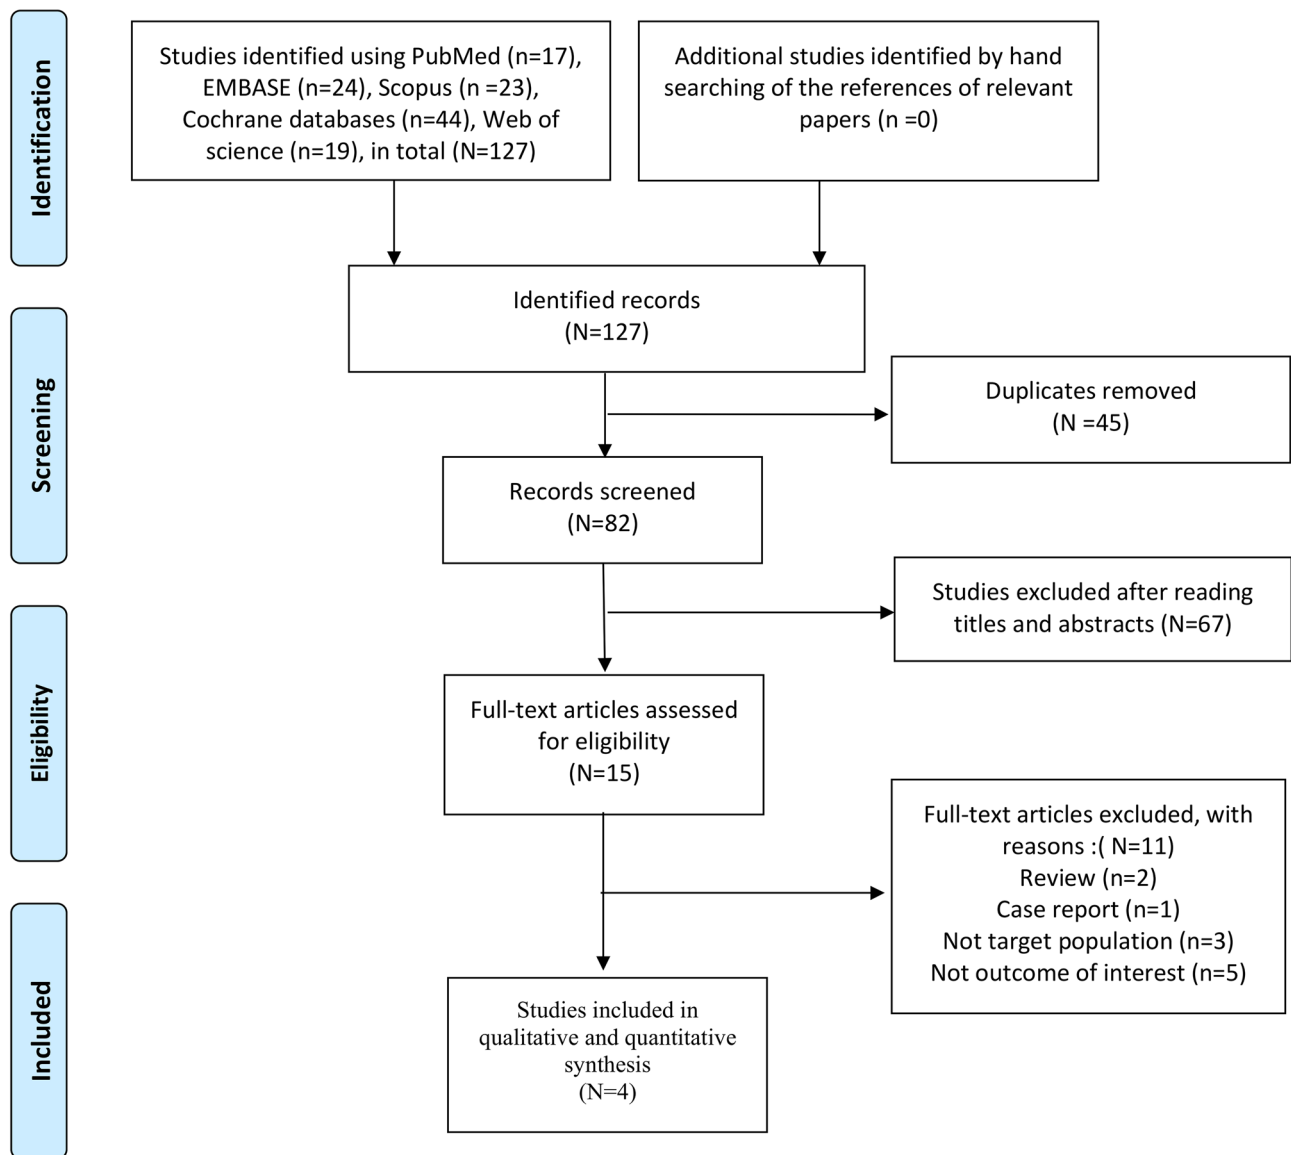 Identification
Studies identified using PubMed (n=17),
EMBASE (n=24), Scopus (n =23),
Cochrane databases (n=44), Web of
science (n=19), in total (N=127)
Additional studies identified by hand
searching of the references of relevant
papers (n =0)
Identified records
(N=127)
Screening
Duplicates removed
(N =45)
Records screened
(N=82)
Studies excluded after reading
titles and abstracts (N=67)
Eligibility
Full-text articles assessed
for eligibility
(N=15)
Full-text articles excluded, with
reasons :( N=11)
Review (n=2)
Case report (n=1)
Not target population (n=3)
Not outcome of interest (n=5)
Included
Studies included in
qualitative and quantitative
synthesis
(N=4)